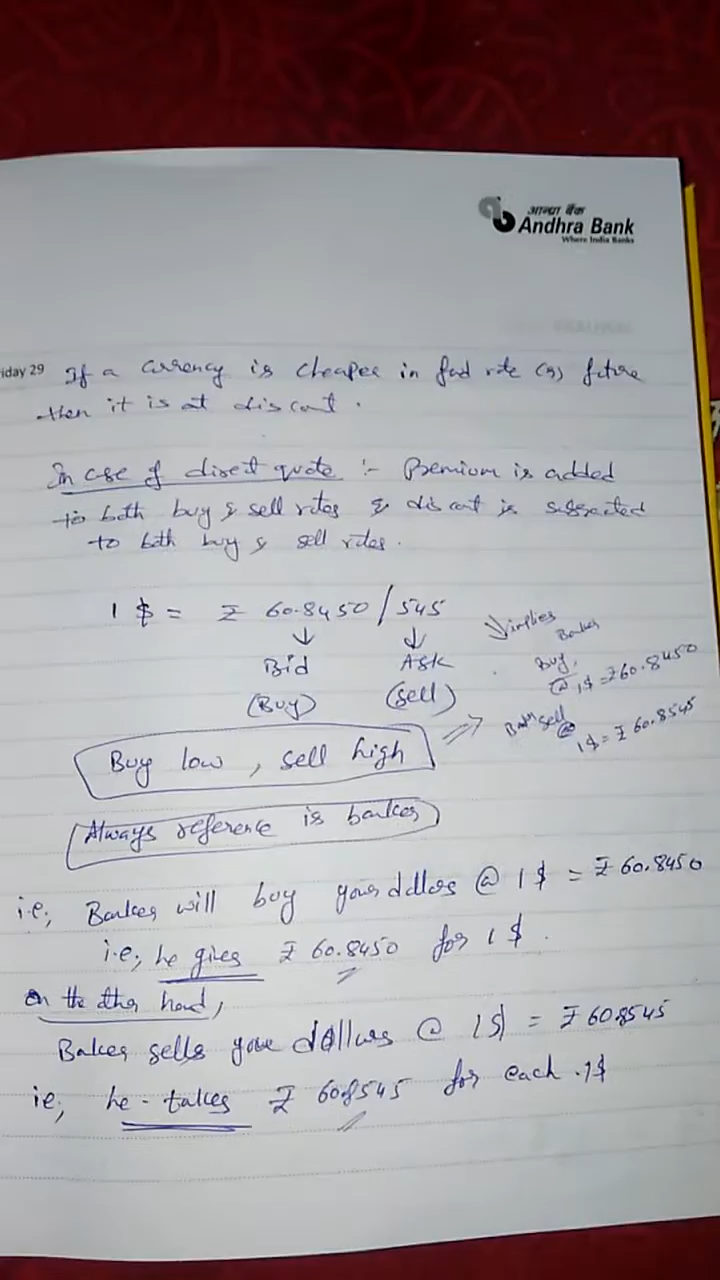 आन्ध्रा बैंक
Andhra Bank
Where India Banks
iday 29
If a currency is cheaper in fwd rate (or) future
then it is at discount.
In case of direct quote :- Premium is added
to both buy & sell rates & discount is
to both buy & sell rates.
1 $ = ₹ 60.8450 / 545
↓ ↓
Bid Ask
(Buy) (sell)
implies
Banker
Buy,
@ 1$ = ₹60.8450
Bank sell
@
1$ = ₹ 60.8545
Buy low, sell high
Always reference is banker
i.e; Banker will buy your dollars @ 1 $ = ₹ 60.8450
i.e; he gives ₹ 60.8450 for 1 $.
on the other hand,
Banker sells your dollars @ 1$ = ₹ 60.8545
ie; he takes ₹ 60.8545 for each 1$